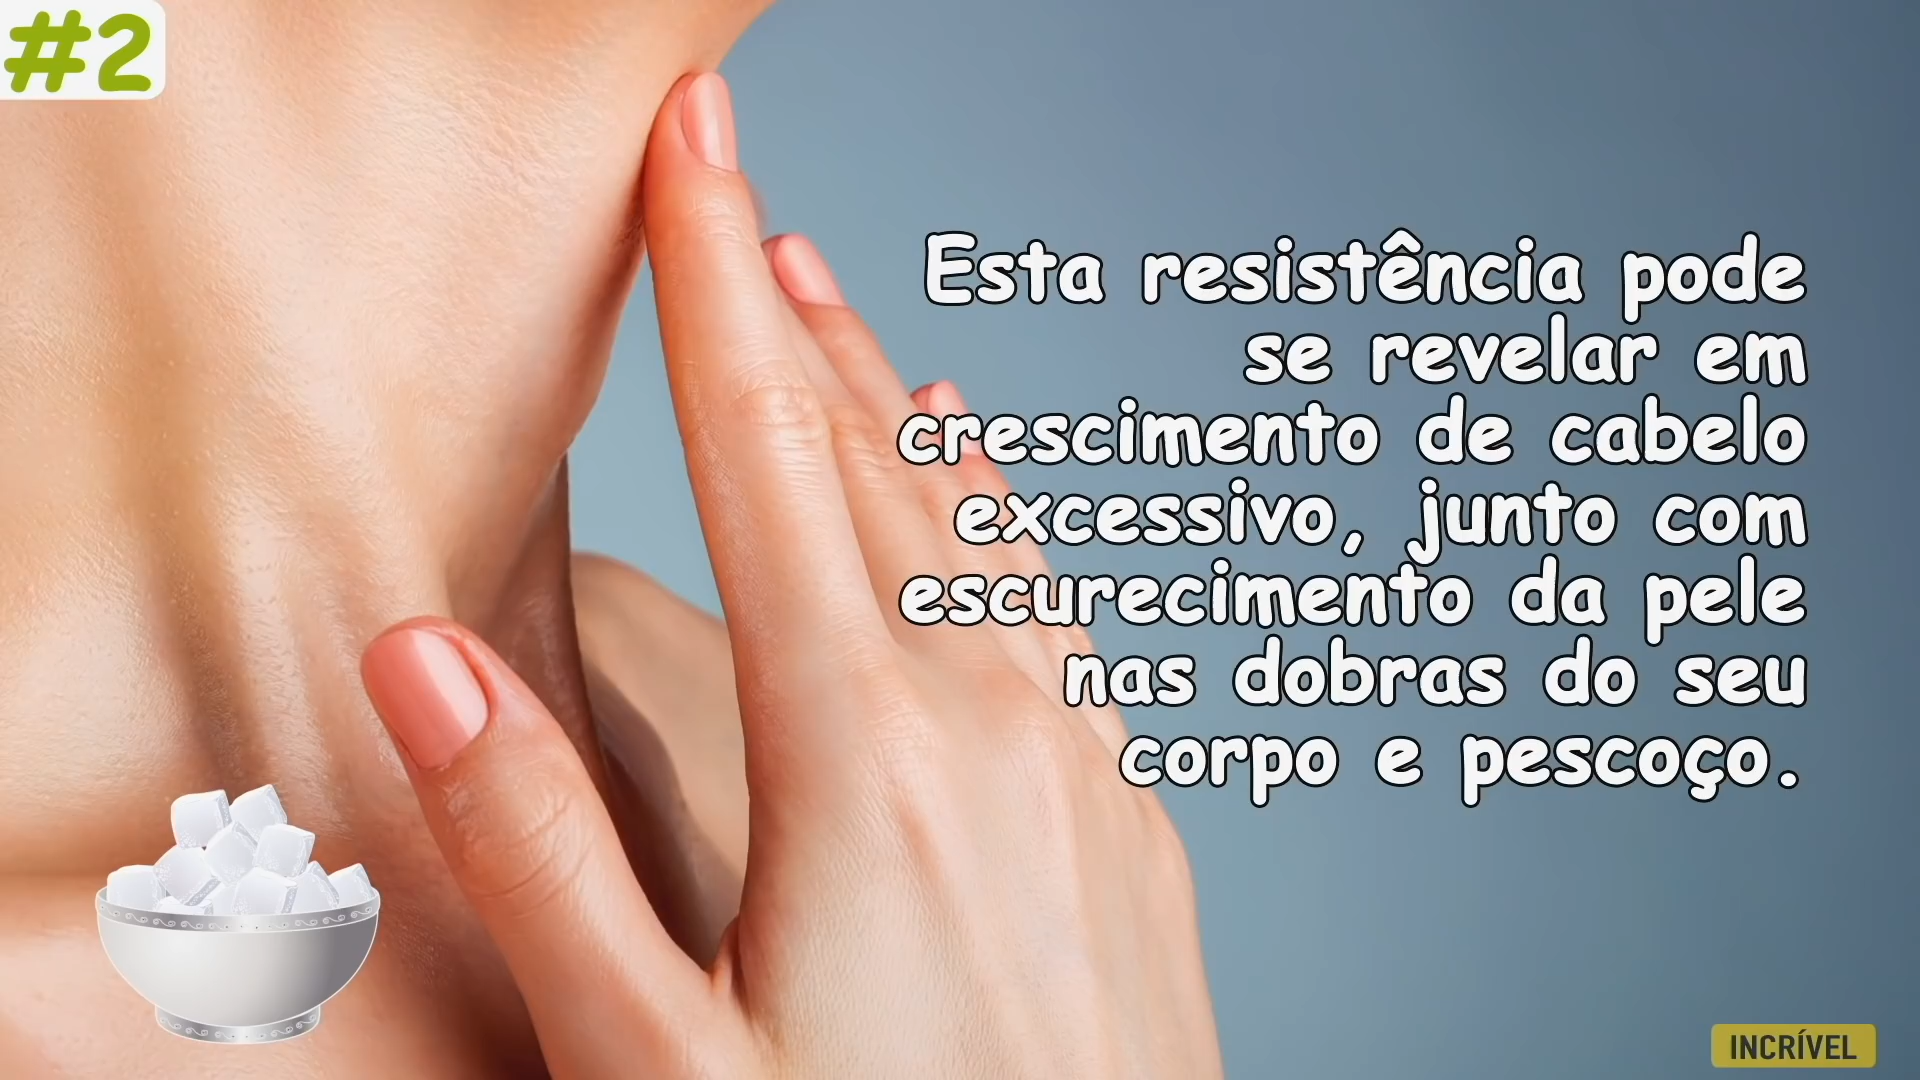 #2
Esta resistência pode
se revelar em
crescimento de cabelo
excessivo, junto com
escurecimento da pele
nas dobras do seu
corpo e pescoço.
INCRÍVEL